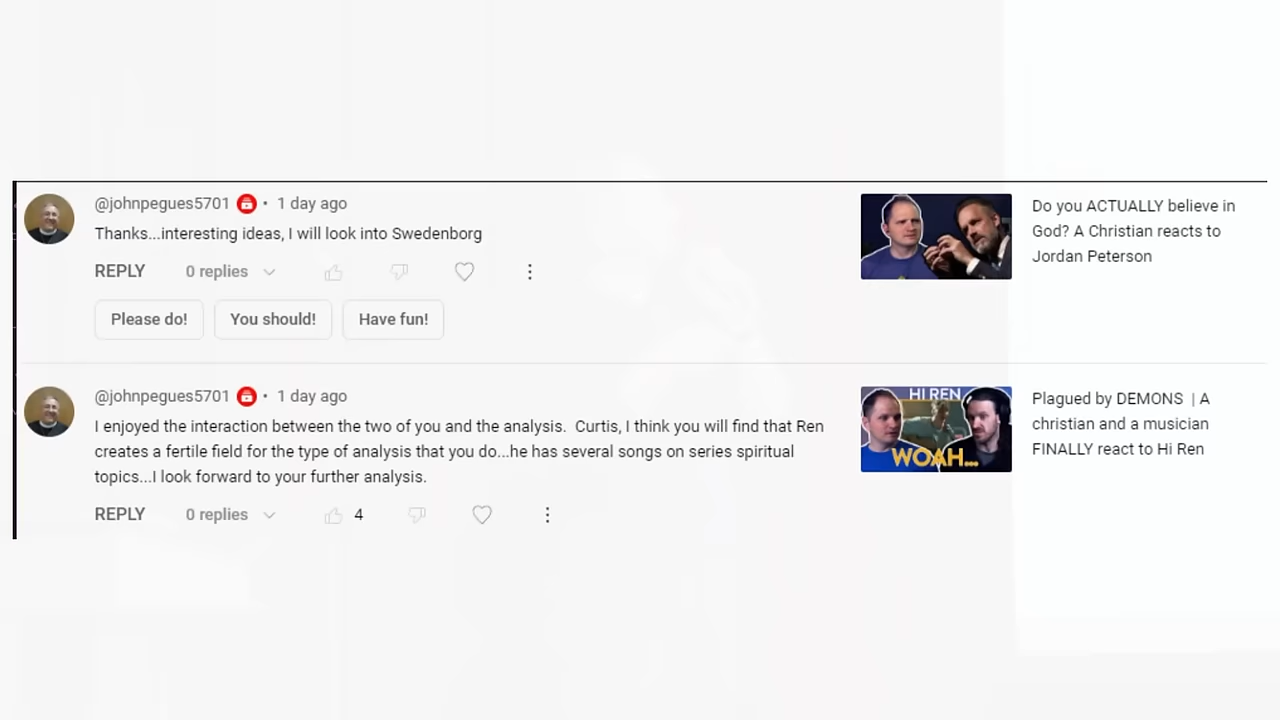 @johnpegues5701 • 1 day ago
Thanks...interesting ideas, I will look into Swedenborg
REPLY 0 replies
Please do! You should! Have fun!
Do you ACTUALLY believe in
God? A Christian reacts to
Jordan Peterson
@johnpegues5701 • 1 day ago
I enjoyed the interaction between the two of you and the analysis.  Curtis, I think you will find that Ren
creates a fertile field for the type of analysis that you do...he has several songs on series spiritual
topics...I look forward to your further analysis.
REPLY 0 replies 4
HI REN
WOAH...
Plagued by DEMONS  | A
christian and a musician
FINALLY react to Hi Ren